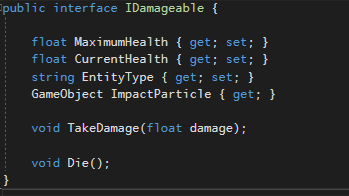 public interface IDamageable {
float MaximumHealth { get; set; }
float CurrentHealth { get; set; }
string EntityType { get; set; }
GameObject ImpactParticle { get; }
void TakeDamage(float damage);
void Die();
}